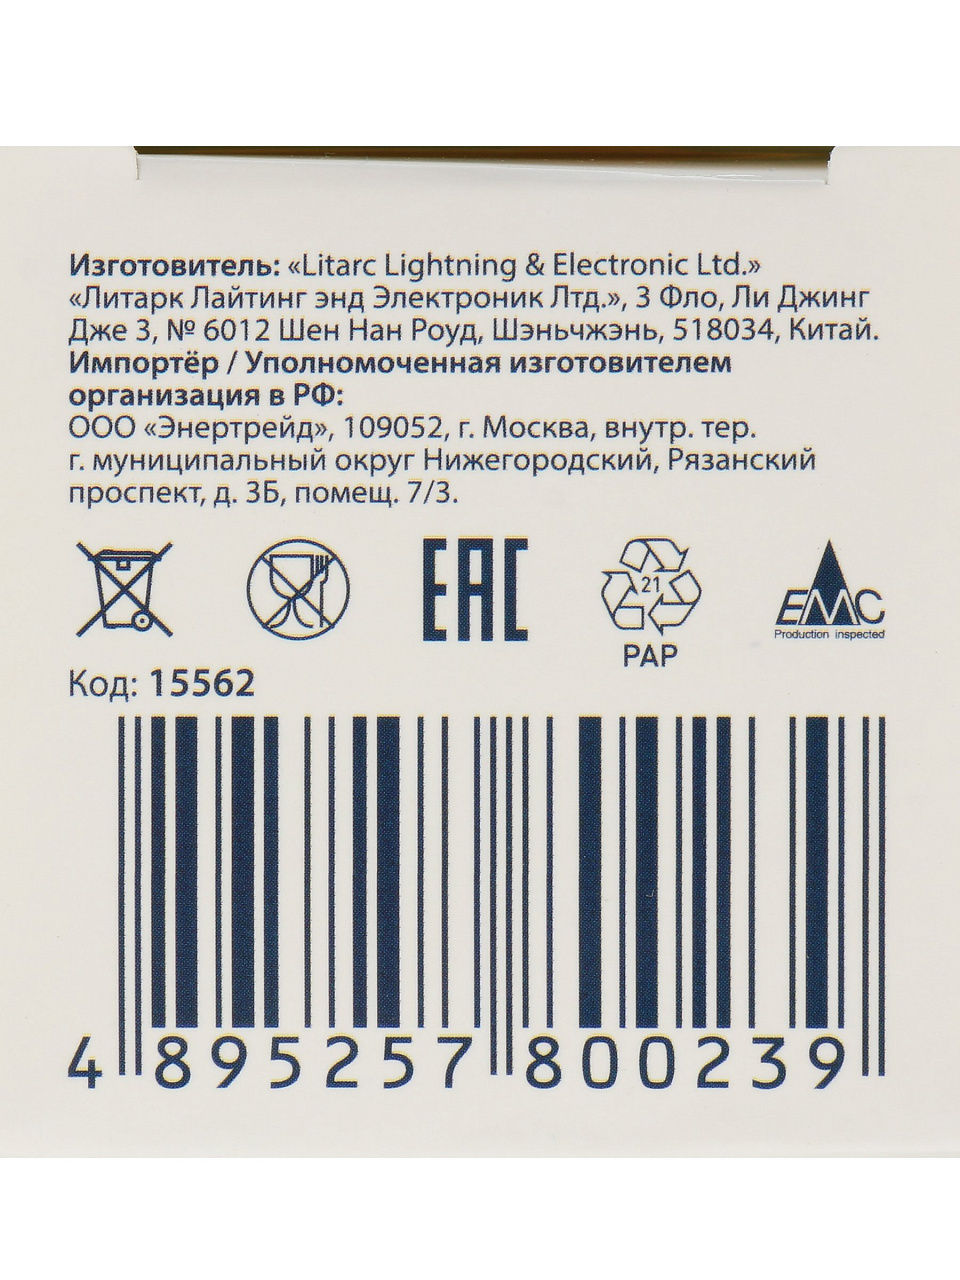 Изготовитель: «Litarc Lightning & Electronic Ltd.»
«Литарк Лайтинг энд Электроник Лтд.», 3 Фло, Ли Джинг
Дже 3, № 6012 Шен Нан Роуд, Шэньчжэнь, 518034, Китай.
Импортёр / Уполномоченная изготовителем
организация в РФ:
ООО «Энертрейд», 109052, г. Москва, внутр. тер.
г. муниципальный округ Нижегородский, Рязанский
проспект, д. 3Б, помещ. 7/3.
EAC
21
PAP
EMC
Production inspected
Код: 15562
4 895257 800239